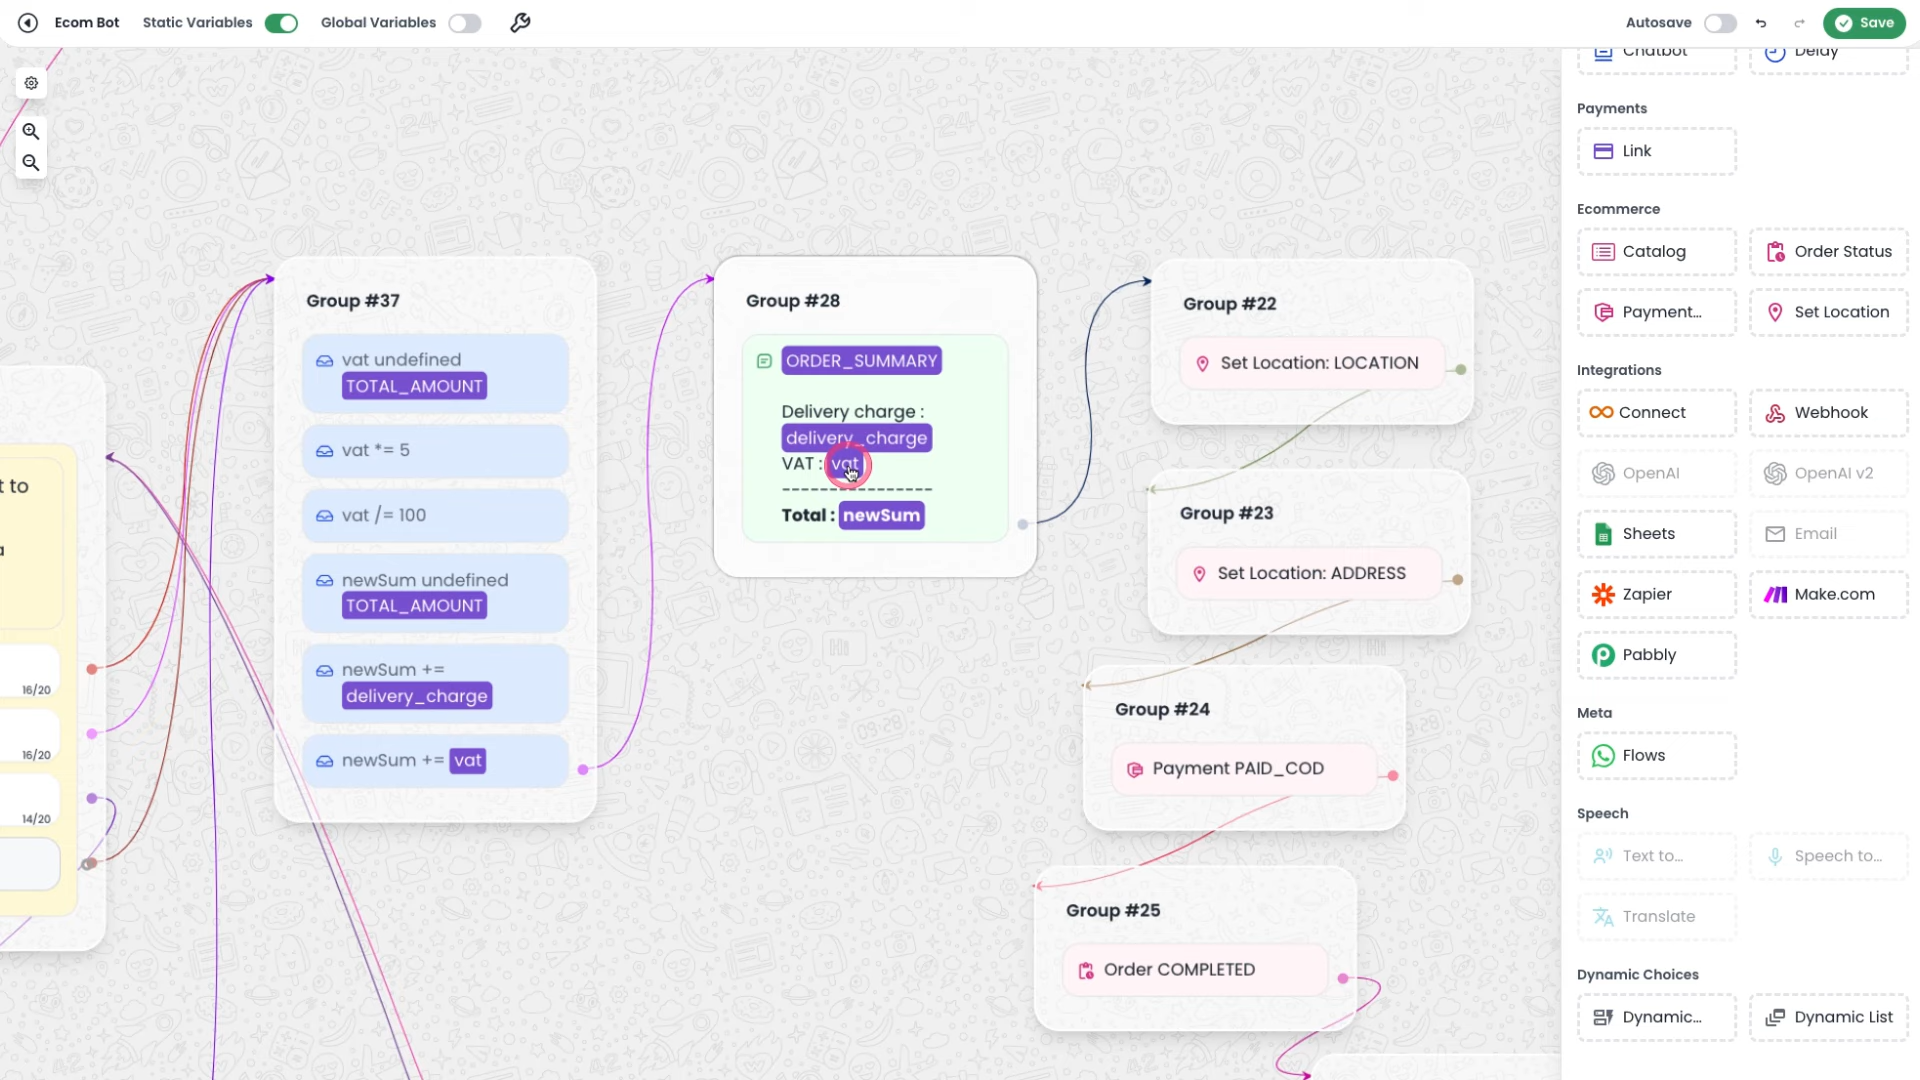 Ecom Bot
Static Variables
Global Variables
Autosave
Save
t to
a
16/20
16/20
14/20
Group #37
vat undefined
TOTAL_AMOUNT
vat *= 5
vat /= 100
newSum undefined
TOTAL_AMOUNT
newSum +=
delivery_charge
newSum += vat
Group #28
ORDER_SUMMARY
Delivery charge :
delivery_charge
VAT : vat
-----------------
Total : newSum
Group #22
Set Location: LOCATION
Group #23
Set Location: ADDRESS
Group #24
Payment PAID_COD
Group #25
Order COMPLETED
Chatbot
Delay
Payments
Link
Ecommerce
Catalog
Order Status
Payment...
Set Location
Integrations
Connect
Webhook
OpenAI
OpenAI v2
Sheets
Email
Zapier
Make.com
Pabbly
Meta
Flows
Speech
Text to...
Speech to...
Translate
Dynamic Choices
Dynamic...
Dynamic List